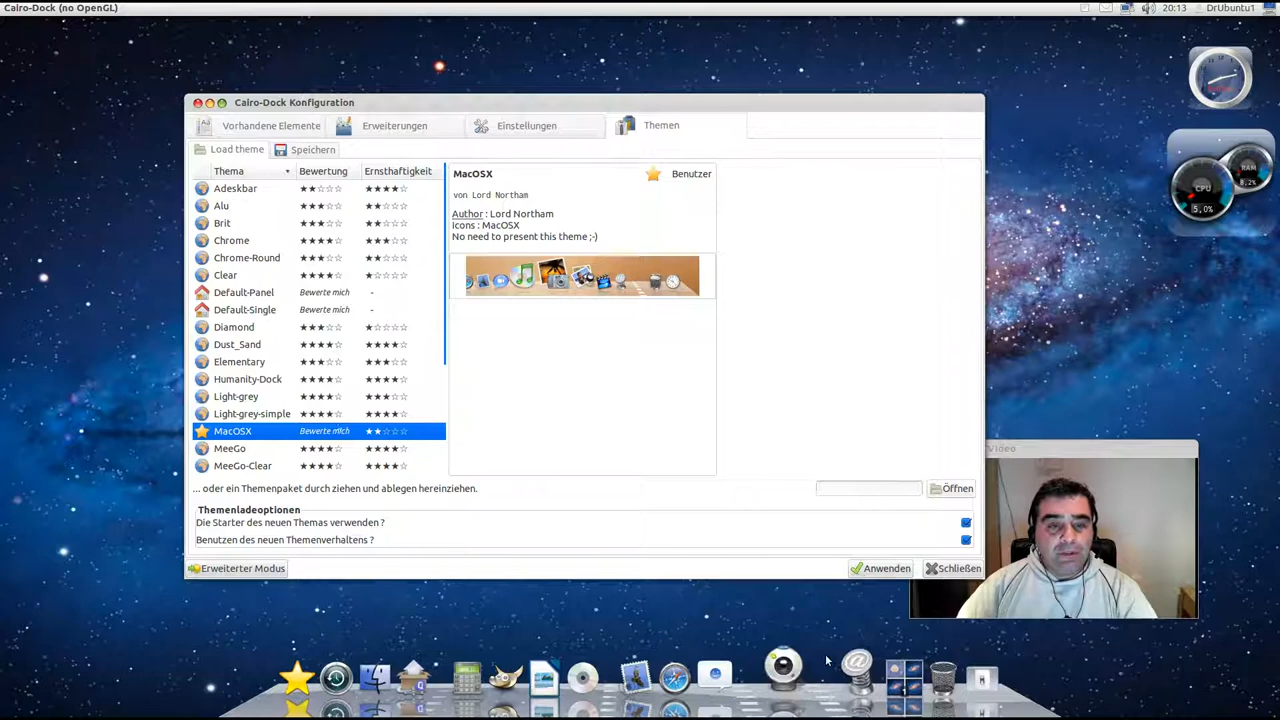 Cairo-Dock (no OpenGL)
20:13
DrUbuntu1
Cairo-Dock Konfiguration
Vorhandene Elemente
Erweiterungen
Einstellungen
Themen
Load theme
Speichern
Thema Bewertung Ernsthaftigkeit
Adeskbar ★★☆☆☆ ★★★★☆
Alu ★★★★☆ ★★★☆☆
Brit ★★★☆☆ ★★★☆☆
Chrome ★★★★☆ ★★★☆☆
Chrome-Round ★★★☆☆ ★★☆☆☆
Clear ★★★★☆ ★☆☆☆☆
Default-Panel Bewerte mich -
Default-Single Bewerte mich -
Diamond ★★★☆☆ ★☆☆☆☆
Dust_Sand ★★★☆☆ ★★★★☆
Elementary ★★★☆☆ ★★★☆☆
Humanity-Dock ★★★☆☆ ★★★★☆
Light-grey ★★★★☆ ★★★★☆
Light-grey-simple ★★★★☆ ★★★★☆
MacOSX Bewerte mich ★★☆☆☆
MeeGo ★★★★☆ ★★★★☆
MeeGo-Clear ★★★★☆ ★★★★☆
MacOSX
Benutzer
von Lord Northam
Author : Lord Northam
Icons : MacOSX
No need to present this theme ;-)
... oder ein Themenpaket durch ziehen und ablegen hereinziehen.
Öffnen
Themenladeoptionen
Die Starter des neuen Themas verwenden ?
Benutzen des neuen Themenverhaltens ?
Erweiterter Modus
Anwenden
Schließen
Video
CPU
5,0%
RAM
8,2%